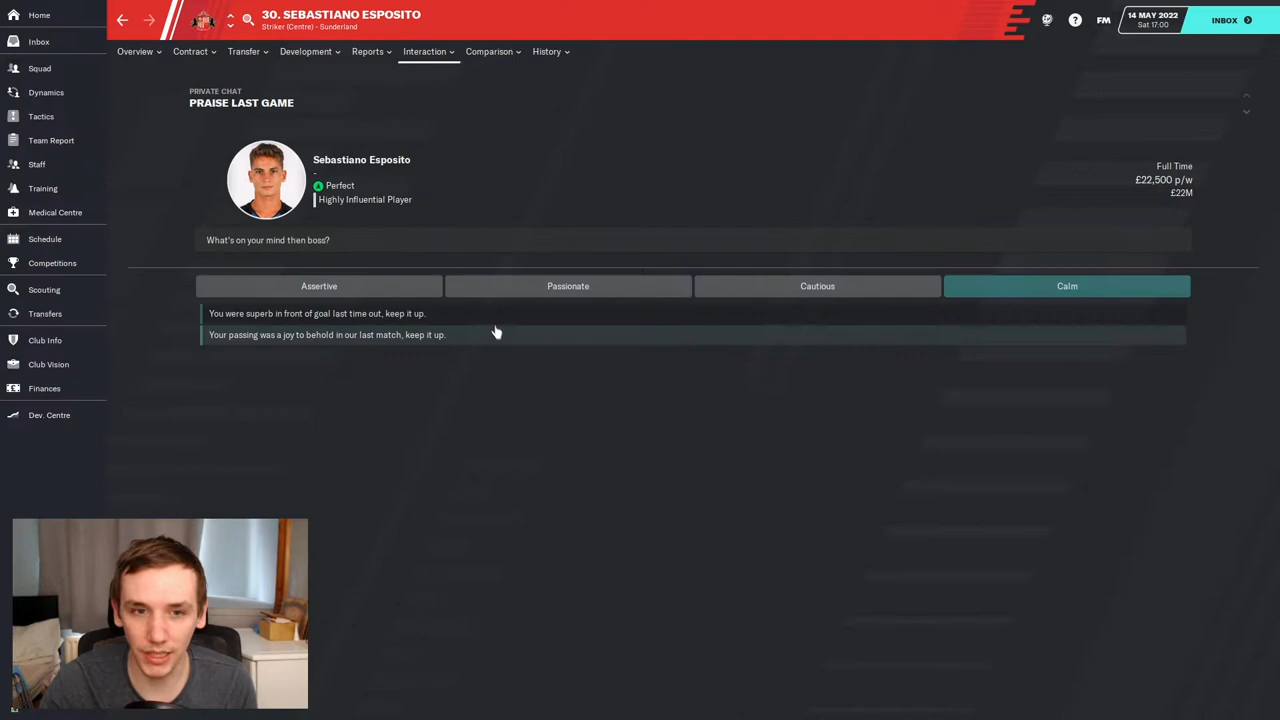 Home
Inbox
Squad
Dynamics
Tactics
Team Report
Staff
Training
Medical Centre
Schedule
Competitions
Scouting
Transfers
Club Info
Club Vision
Finances
Dev. Centre
30. SEBASTIANO ESPOSITO
Striker (Centre) - Sunderland
FM
14 MAY 2022
Sat 17:00
INBOX
Overview
Contract
Transfer
Development
Reports
Interaction
Comparison
History
PRIVATE CHAT
PRAISE LAST GAME
Sebastiano Esposito
-
Perfect
Highly Influential Player
Full Time
£22,500 p/w
£22M
What's on your mind then boss?
Assertive
Passionate
Cautious
Calm
You were superb in front of goal last time out, keep it up.
Your passing was a joy to behold in our last match, keep it up.